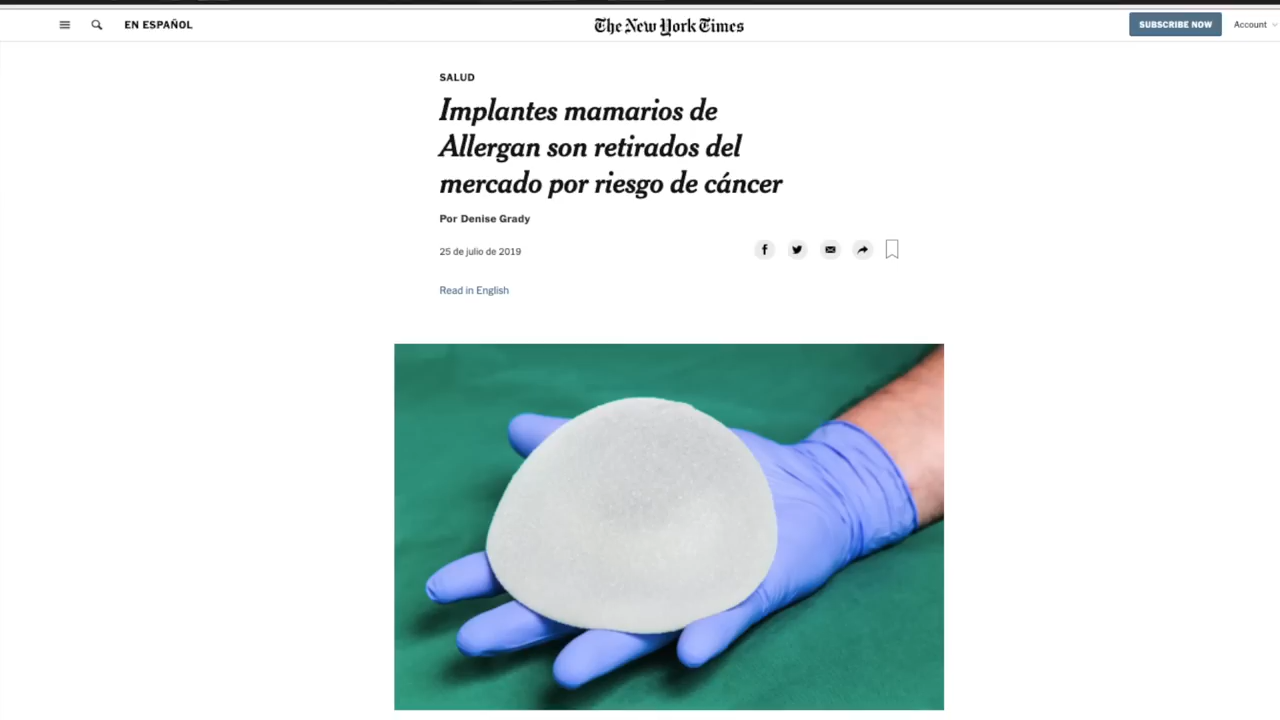 EN ESPAÑOL
The New York Times
SUBSCRIBE NOW
Account
SALUD
Implantes mamarios de
Allergan son retirados del
mercado por riesgo de cáncer
Por Denise Grady
25 de julio de 2019
Read in English